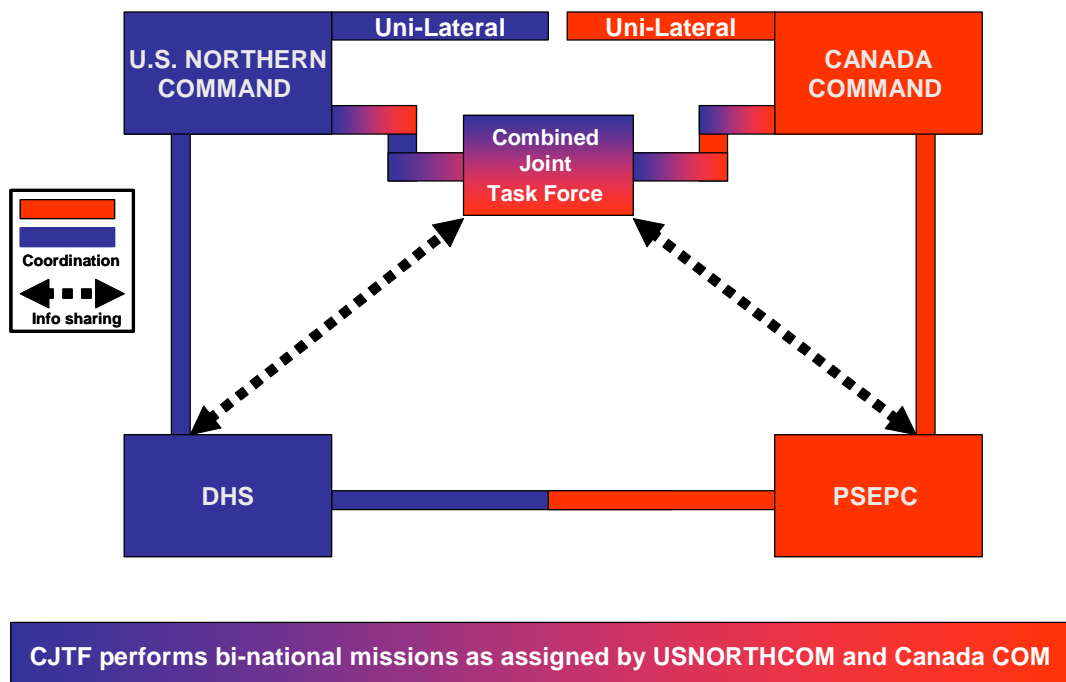 Uni-Lateral
Uni-Lateral
U.S. NORTHERN
COMMAND
CANADA
COMMAND
Combined
Joint
Task Force
Coordination
Info sharing
DHS
PSEPC
CJTF performs bi-national missions as assigned by USNORTHCOM and Canada COM